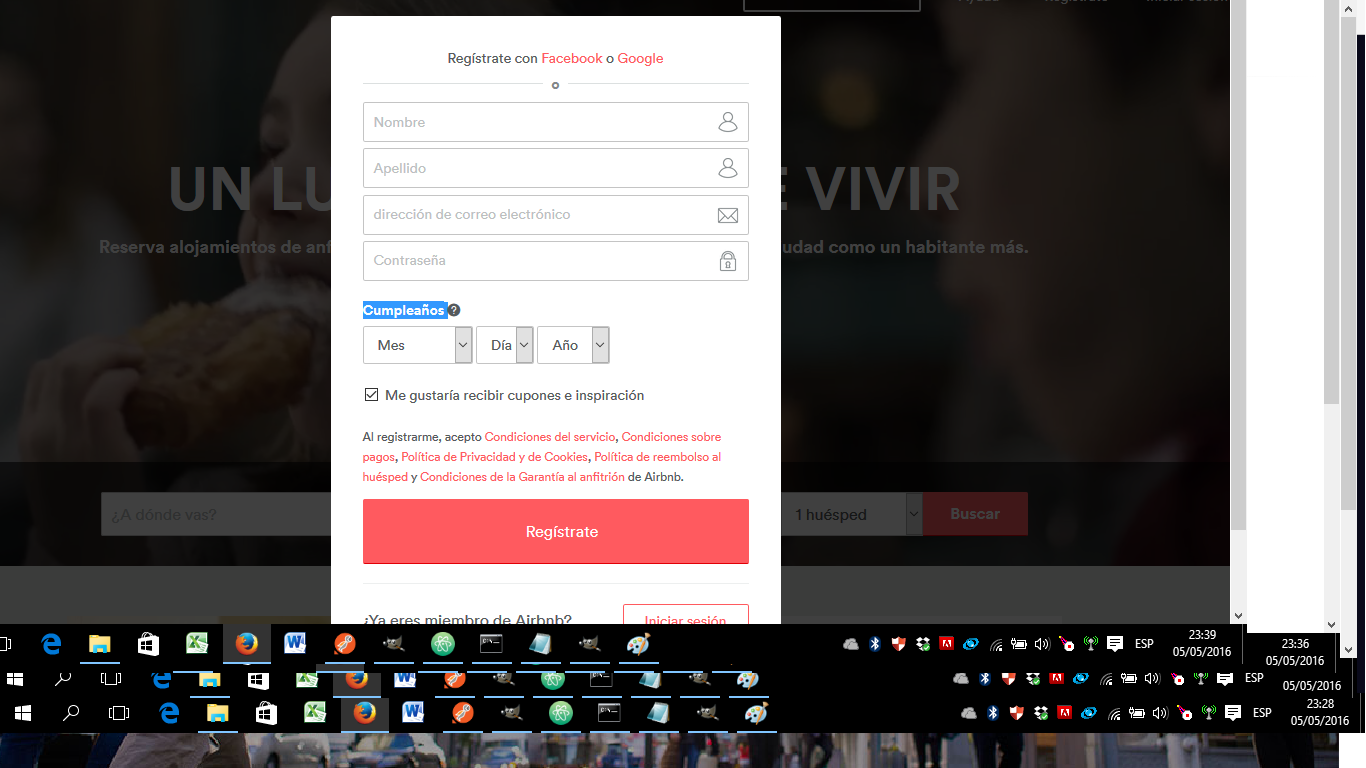 Ayuda Regístrate Iniciar sesión
Regístrate con Facebook o Google
o
Nombre
Apellido
UN LU VIVIR
dirección de correo electrónico
Reserva alojamientos de anf udad como un habitante más.
Contraseña
Cumpleaños ?
Mes Día Año
Me gustaría recibir cupones e inspiración
Al registrarme, acepto Condiciones del servicio, Condiciones sobre
pagos, Política de Privacidad y de Cookies, Política de reembolso al
huésped y Condiciones de la Garantía al anfitrión de Airbnb.
¿A dónde vas? 1 huésped Buscar
Regístrate
¿Ya eres miembro de Airbnb? Iniciar sesión
ESP 23:39 23:36
05/05/2016 05/05/2016
ESP 05/05/2016
ESP 23:28
05/05/2016